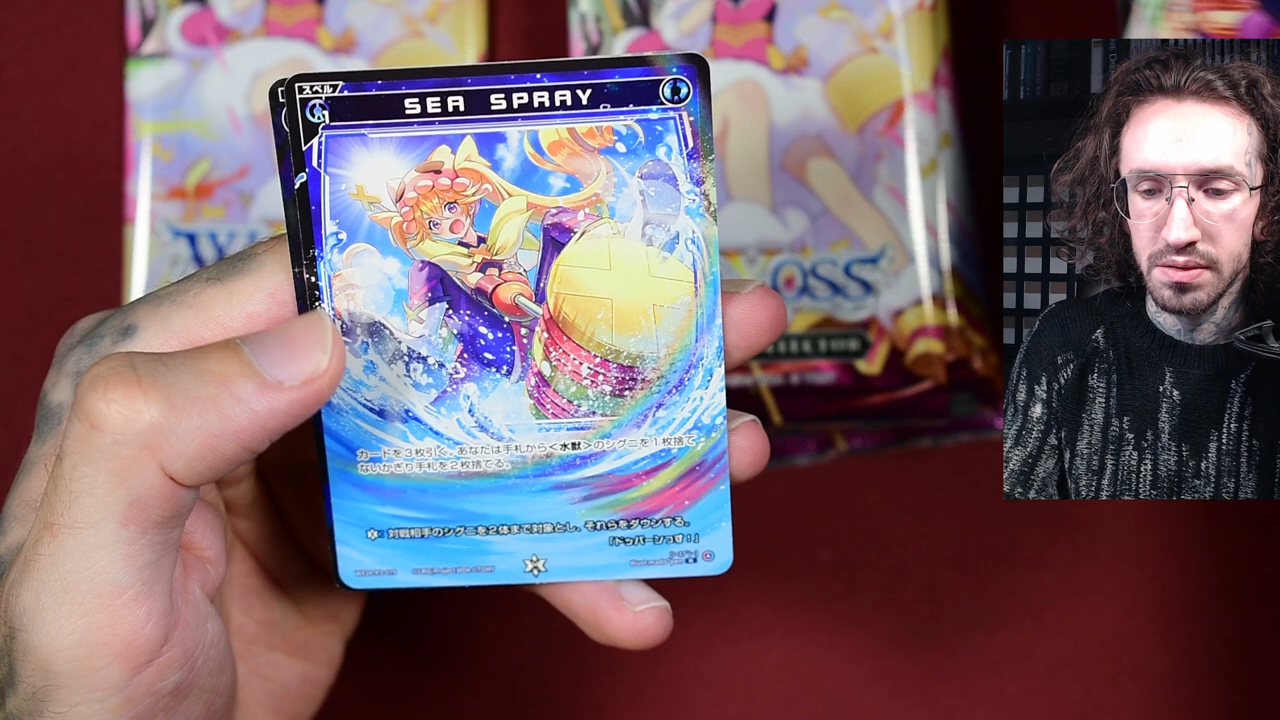 スペル
SEA SPRAY
カードを3枚引く。あなたは手札から<水獣>のシグニを1枚捨て
ないかぎり手札を2枚捨てる。
対戦相手のシグニを2体まで対象とし、それらをダウンする。
「ドッパーンっす!」
W
OSS